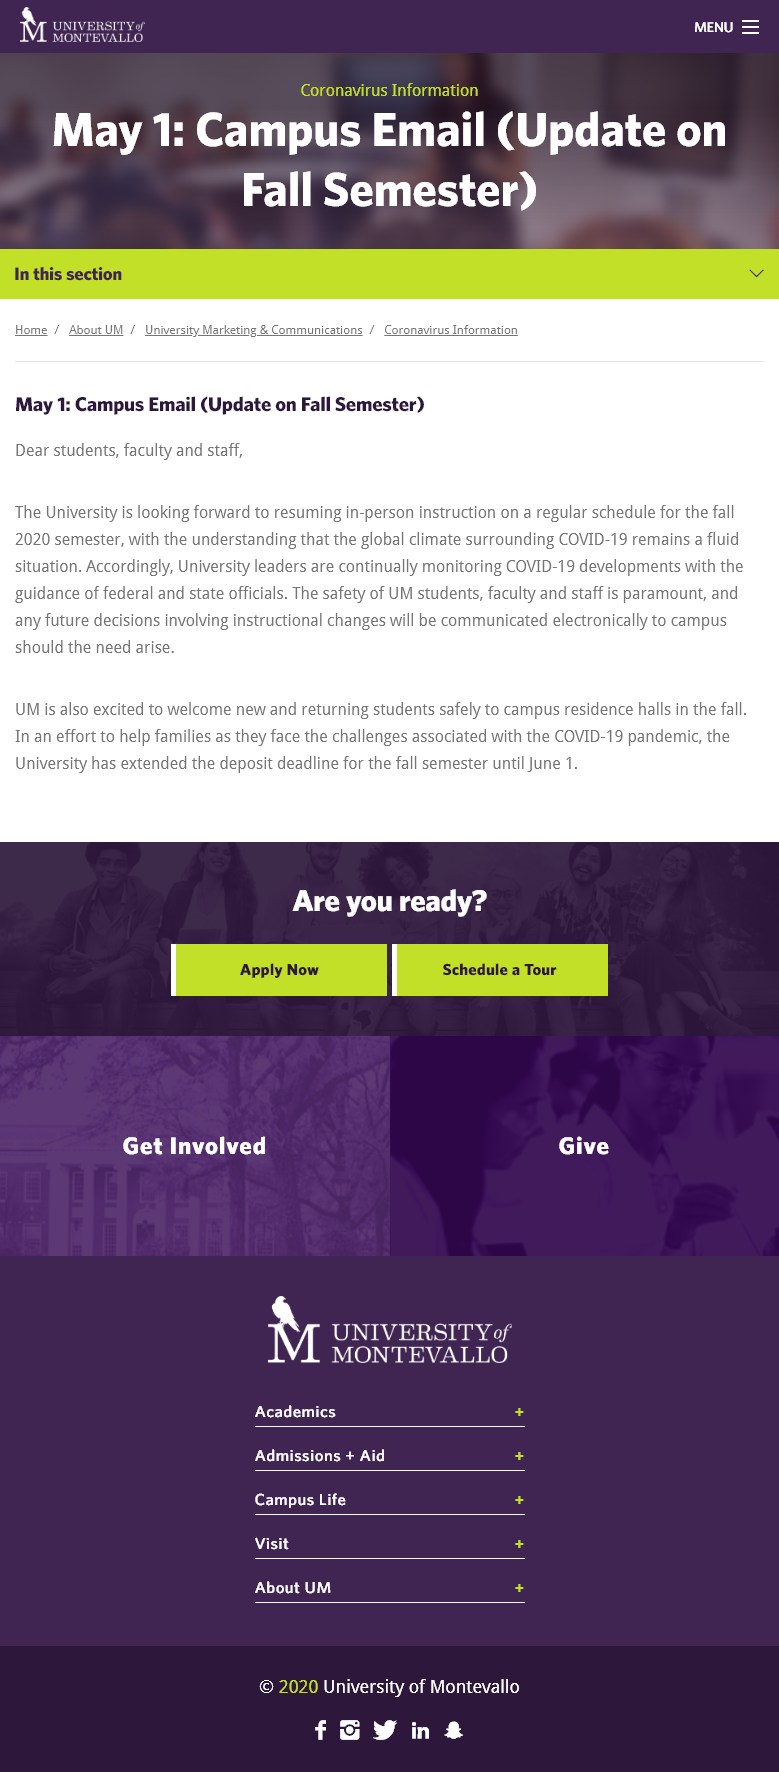 UNIVERSITY of
MONTEVALLO
MENU
Coronavirus Information
May 1: Campus Email (Update on
Fall Semester)
In this section
Home / About UM / University Marketing & Communications / Coronavirus Information
May 1: Campus Email (Update on Fall Semester)
Dear students, faculty and staff,
The University is looking forward to resuming in-person instruction on a regular schedule for the fall
2020 semester, with the understanding that the global climate surrounding COVID-19 remains a fluid
situation. Accordingly, University leaders are continually monitoring COVID-19 developments with the
guidance of federal and state officials. The safety of UM students, faculty and staff is paramount, and
any future decisions involving instructional changes will be communicated electronically to campus
should the need arise.
UM is also excited to welcome new and returning students safely to campus residence halls in the fall.
In an effort to help families as they face the challenges associated with the COVID-19 pandemic, the
University has extended the deposit deadline for the fall semester until June 1.
Are you ready?
Apply Now
Schedule a Tour
Get Involved
Give
M UNIVERSITY of
MONTEVALLO
Academics +
Admissions + Aid +
Campus Life +
Visit +
About UM +
© 2020 University of Montevallo